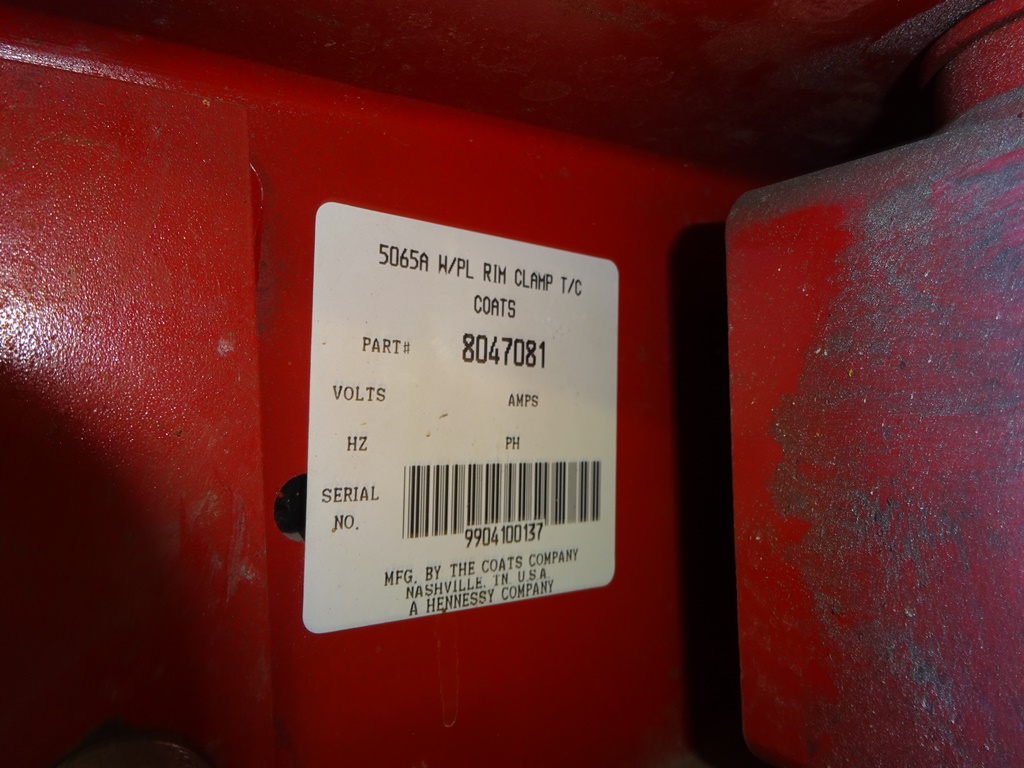 5065A W/PL RIM CLAMP T/C
COATS
PART# 8047081
VOLTS AMPS
HZ PH
SERIAL
NO.
9904100137
MFG. BY THE COATS COMPANY
NASHVILLE, TN. U.S.A.
A HENNESSY COMPANY